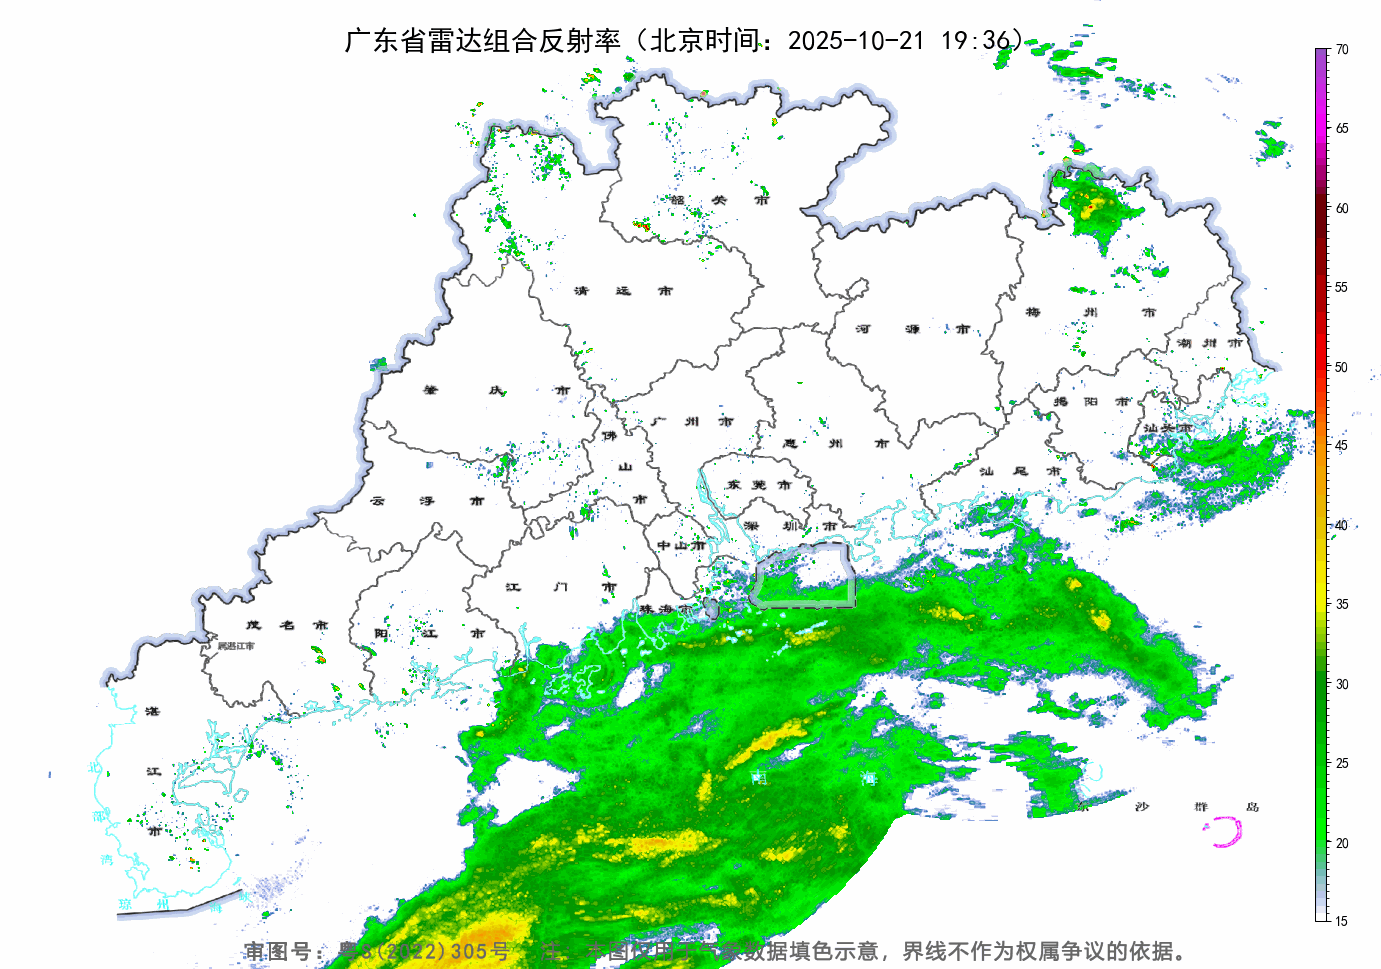 广东省雷达组合反射率（北京时间：2025-10-21 19:36）
70
65
60
55
50
45
40
35
30
25
20
15
韶关市
清远市
河源市
梅州市
潮州市
肇庆市
广州市
揭阳市
汕头市
佛山市
惠州市
汕尾市
云浮市
东莞市
深圳市
中山市
江门市
珠海市
茂名市
阳江市
属湛江市
湛江市
北部湾
南海
东沙群岛
琼州海峡
审图号：粤S(2022)305号 注：本图仅用于气象数据填色示意，界线不作为权属争议的依据。